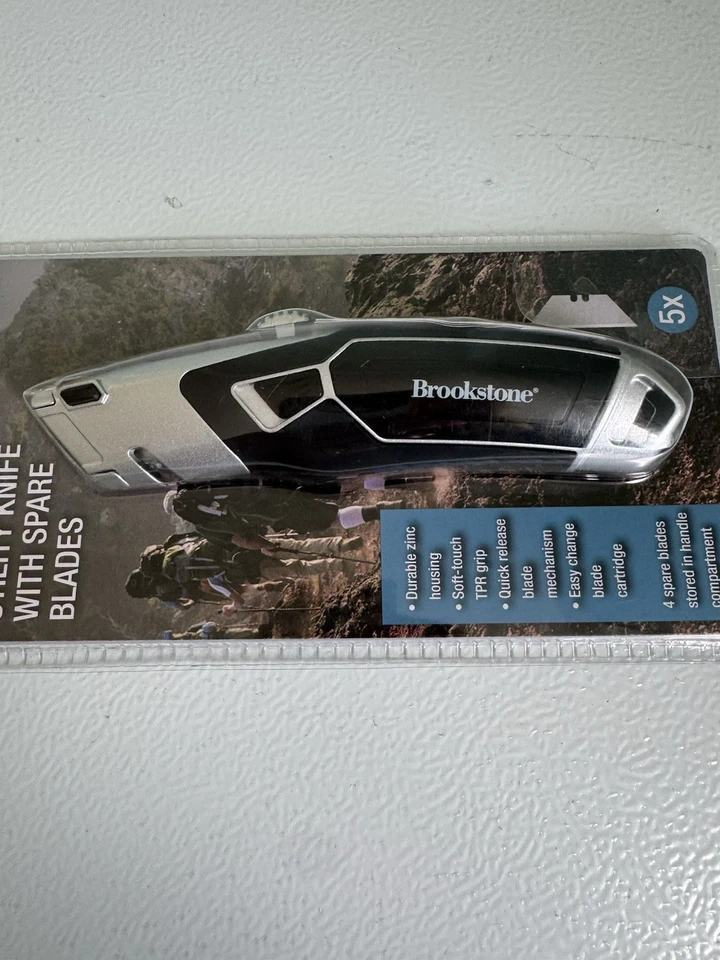 WITH SPARE
BLADES
Brookstone®
5x
• Durable zinc
housing
• Soft-touch
TPR grip
• Quick release
blade
mechanism
• Easy change
blade
cartridge
4 spare blades
stored in handle
compartment